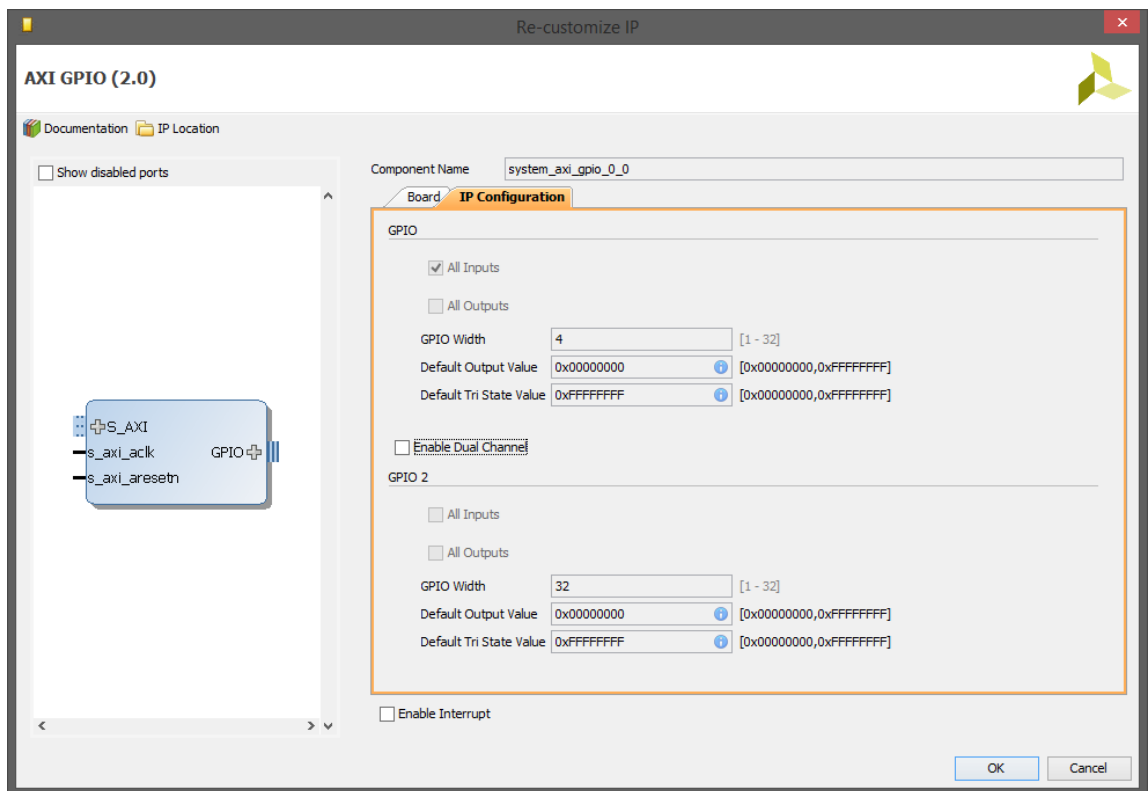 Re-customize IP
AXI GPIO (2.0)
Documentation IP Location
Show disabled ports
S_AXI
s_axi_aclk GPIO
s_axi_aresetn
Component Name system_axi_gpio_0_0
Board IP Configuration
GPIO
All Inputs
All Outputs
GPIO Width 4 [1 - 32]
Default Output Value 0x00000000 [0x00000000,0xFFFFFFFF]
Default Tri State Value 0xFFFFFFFF [0x00000000,0xFFFFFFFF]
Enable Dual Channel
GPIO 2
All Inputs
All Outputs
GPIO Width 32 [1 - 32]
Default Output Value 0x00000000 [0x00000000,0xFFFFFFFF]
Default Tri State Value 0xFFFFFFFF [0x00000000,0xFFFFFFFF]
Enable Interrupt
OK Cancel